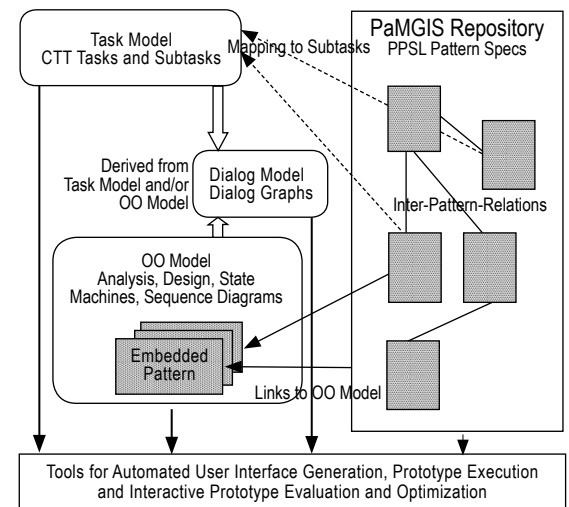 Task Model
CTT Tasks and Subtasks
Mapping to Subtasks
PaMGIS Repository
PPSL Pattern Specs
Derived from
Task Model and/or
OO Model
Dialog Model
Dialog Graphs
Inter-Pattern-Relations
OO Model
Analysis, Design, State
Machines, Sequence Diagrams
Embedded
Pattern
Links to OO Model
Tools for Automated User Interface Generation, Prototype Execution
and Interactive Prototype Evaluation and Optimization